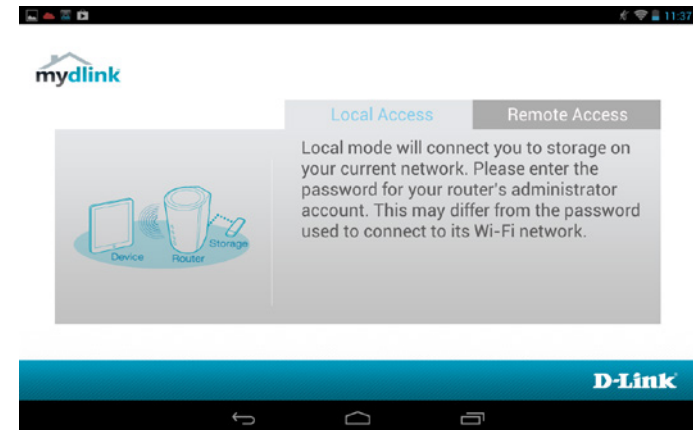 11:37
mydlink
Local Access
Remote Access
Local mode will connect you to storage on
your current network. Please enter the
password for your router's administrator
account. This may differ from the password
used to connect to its Wi-Fi network.
Storage
Device
Router
D-Link